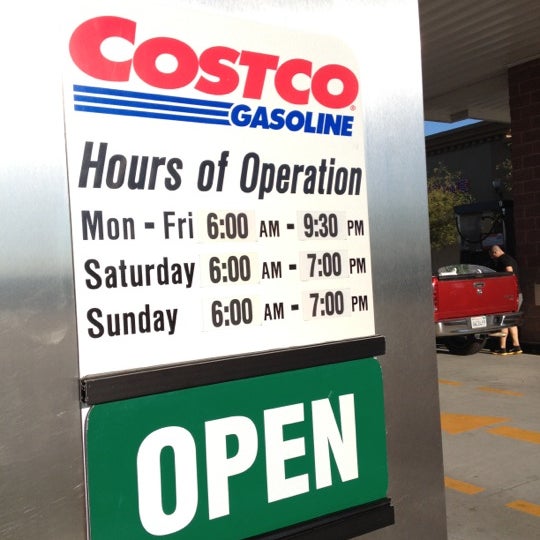 COSTCO
GASOLINE
Hours of Operation
Mon - Fri 6:00 AM - 9:30 PM
Saturday 6:00 AM - 7:00 PM
Sunday 6:00 AM - 7:00 PM
OPEN